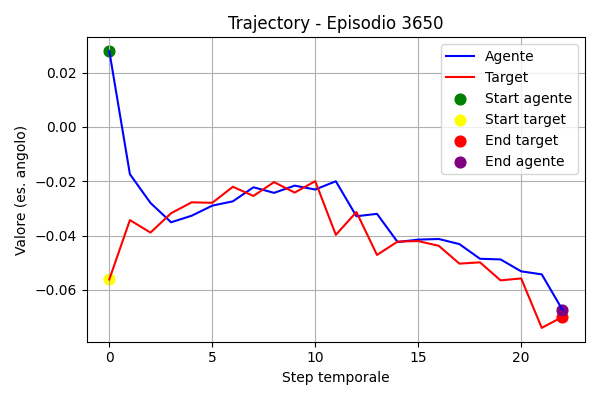 Trajectory - Episodio 3650
Agente
Target
Start agente
Start target
End target
End agente
Valore (es. angolo)
0.02
0.00
−0.02
−0.04
−0.06
0
5
10
15
20
Step temporale